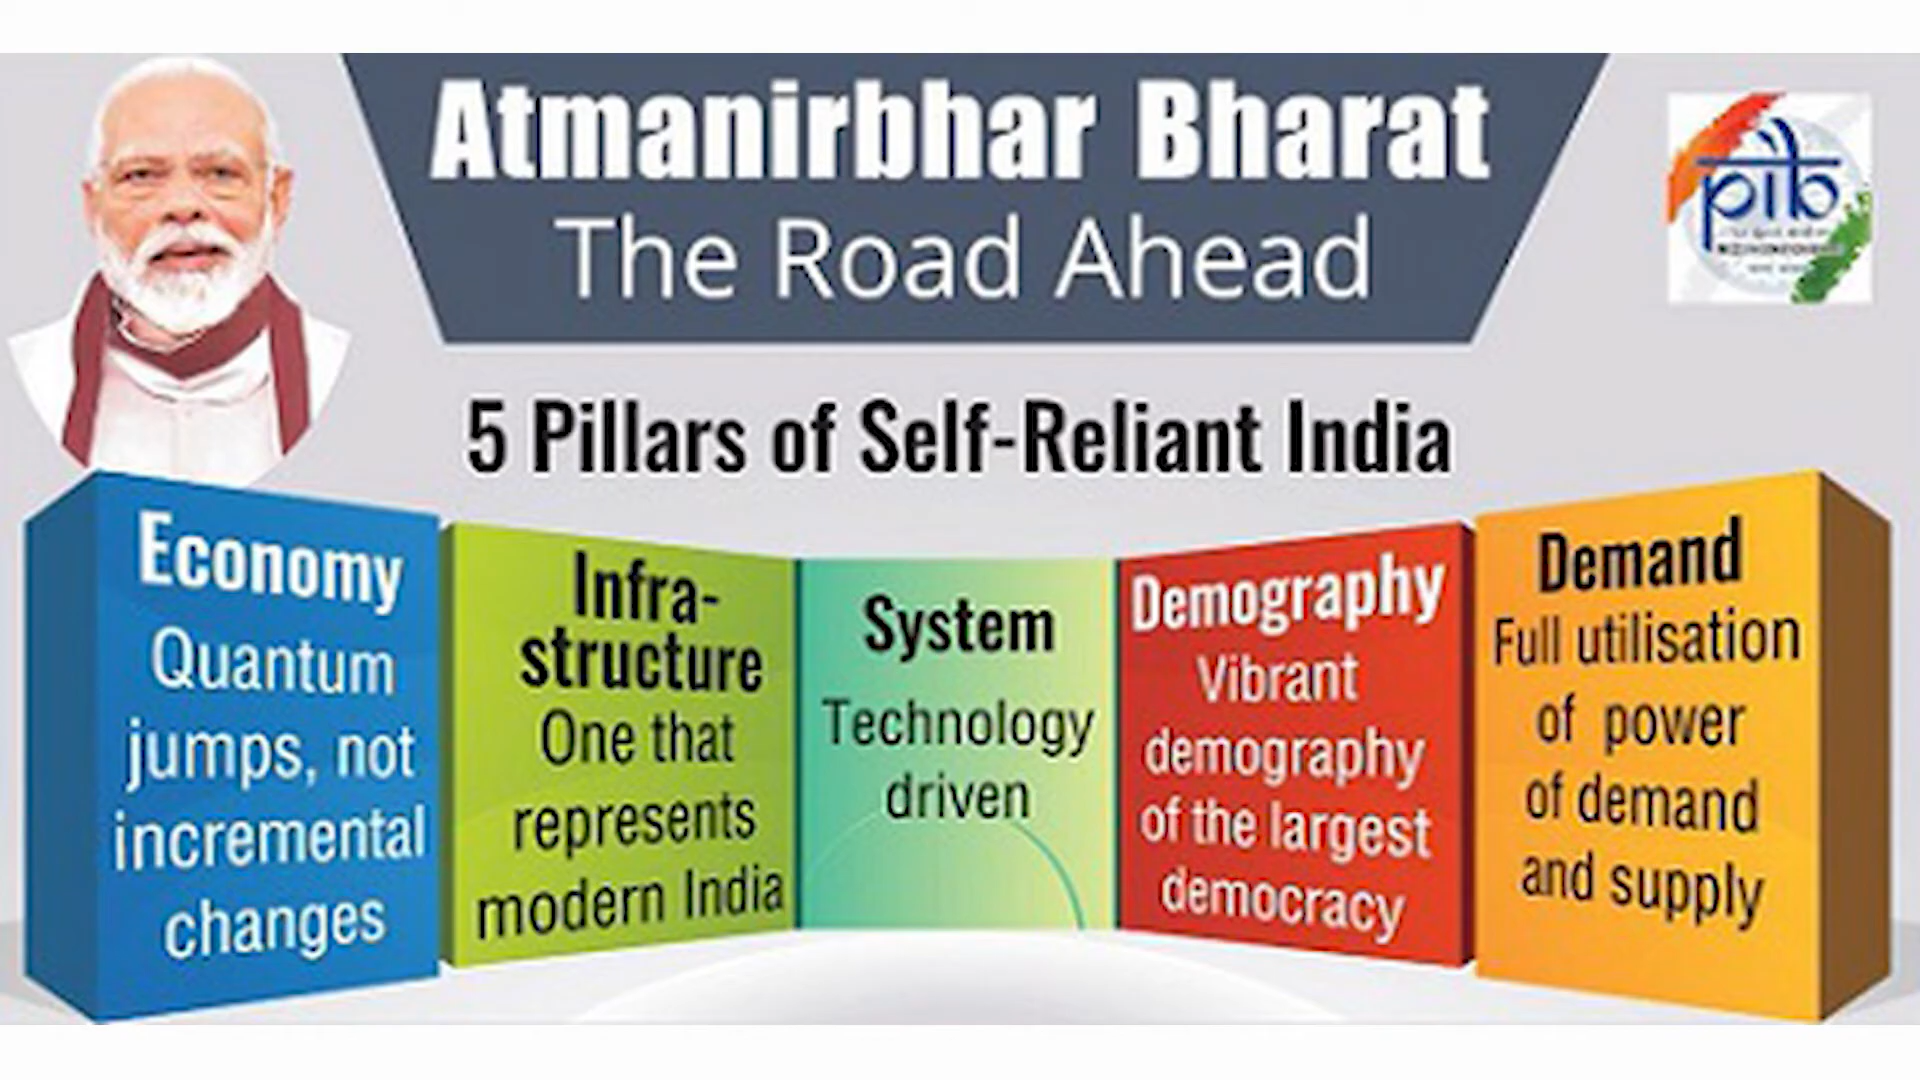 Atmanirbhar Bharat
The Road Ahead
pib
5 Pillars of Self-Reliant India
Economy
Quantum
jumps, not
incremental
changes
Infra-
structure
One that
represents
modern India
System
Technology
driven
Demography
Vibrant
demography
of the largest
democracy
Demand
Full utilisation
of power
of demand
and supply